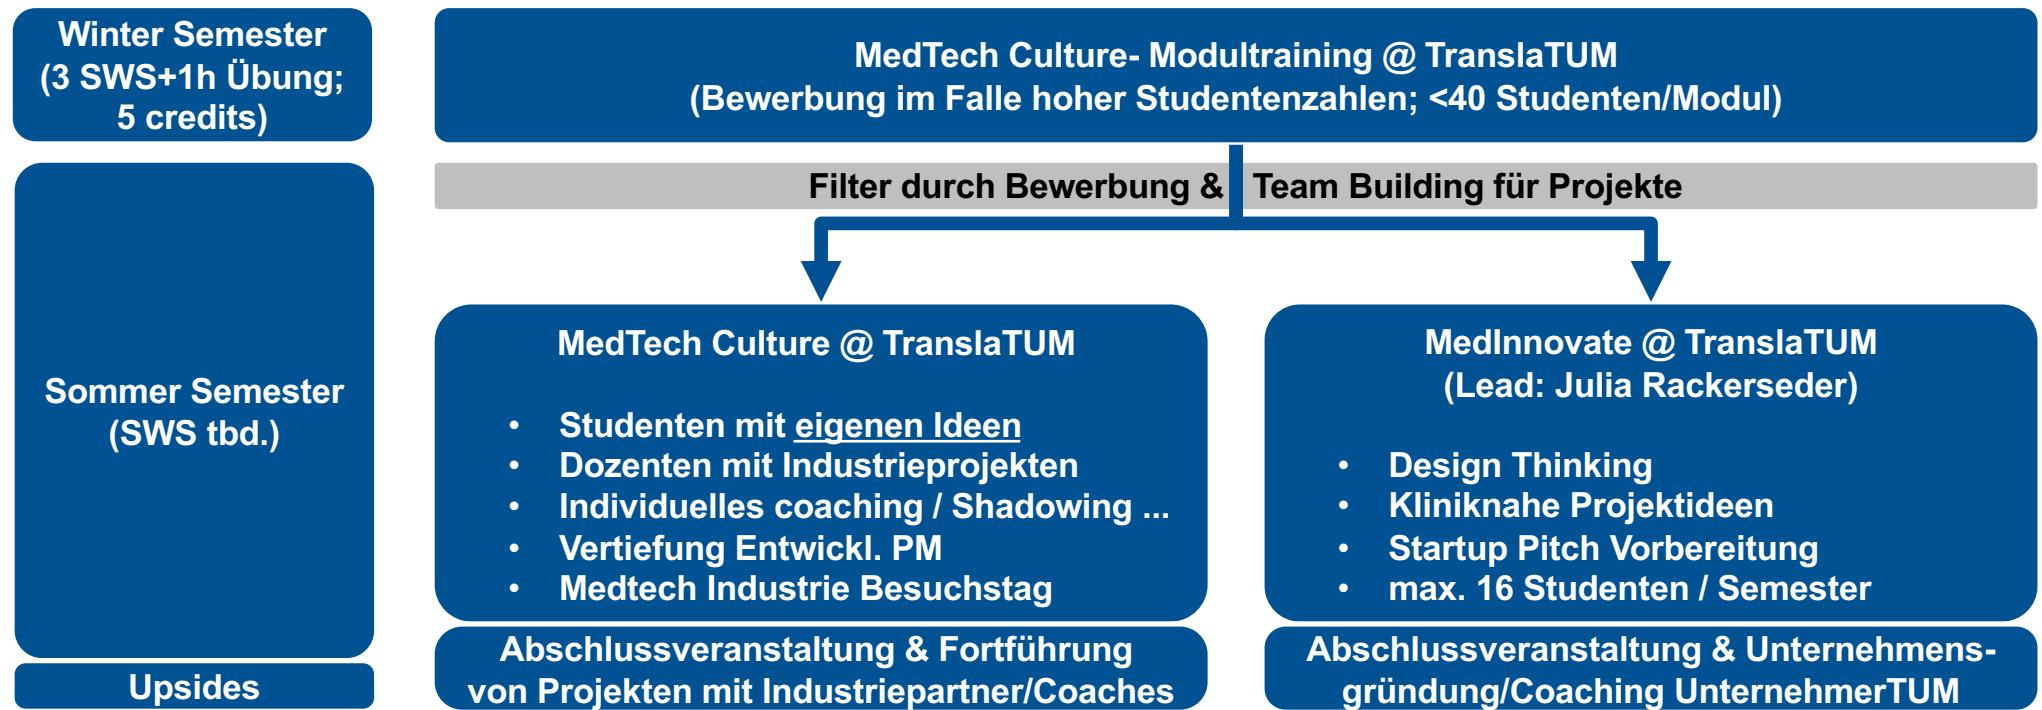 Winter Semester
(3 SWS+1h Übung;
5 credits)
MedTech Culture- Modultraining @ TranslaTUM
(Bewerbung im Falle hoher Studentenzahlen; <40 Studenten/Modul)
Filter durch Bewerbung & Team Building für Projekte
Sommer Semester
(SWS tbd.)
MedTech Culture @ TranslaTUM
• Studenten mit eigenen Ideen
• Dozenten mit Industrieprojekten
• Individuelles coaching / Shadowing ...
• Vertiefung Entwickl. PM
• Medtech Industrie Besuchstag
MedInnovate @ TranslaTUM
(Lead: Julia Rackerseder)
• Design Thinking
• Kliniknahe Projektideen
• Startup Pitch Vorbereitung
• max. 16 Studenten / Semester
Upsides
Abschlussveranstaltung & Fortführung
von Projekten mit Industriepartner/Coaches
Abschlussveranstaltung & Unternehmens-
gründung/Coaching UnternehmerTUM